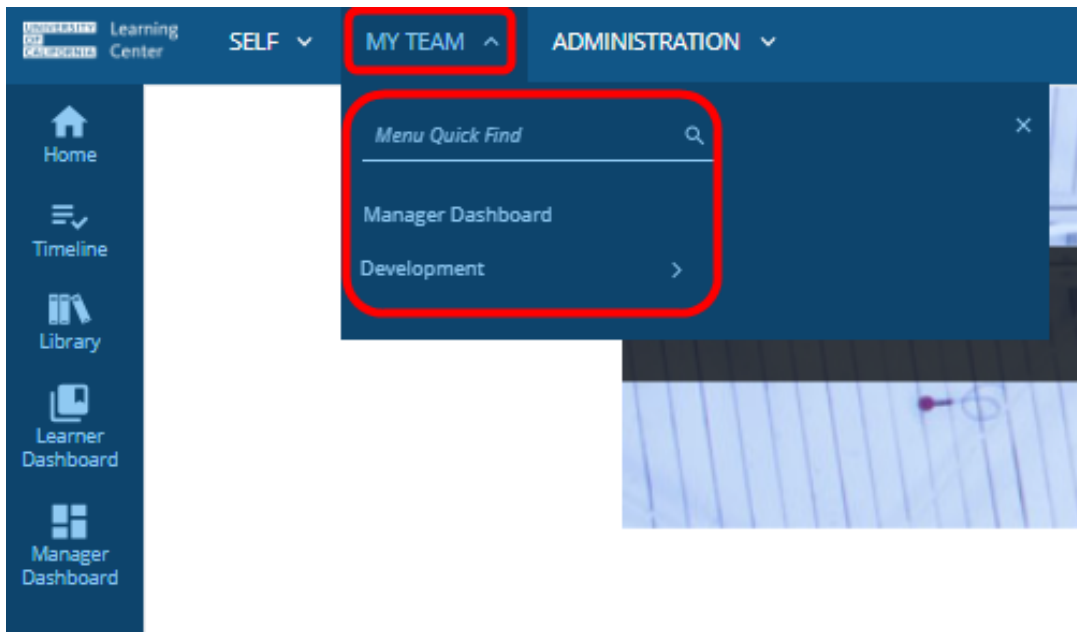 UNIVERSITY
OF
CALIFORNIA
Learning
Center
SELF
MY TEAM
ADMINISTRATION
Home
Timeline
Library
Learner
Dashboard
Manager
Dashboard
Menu Quick Find
Manager Dashboard
Development